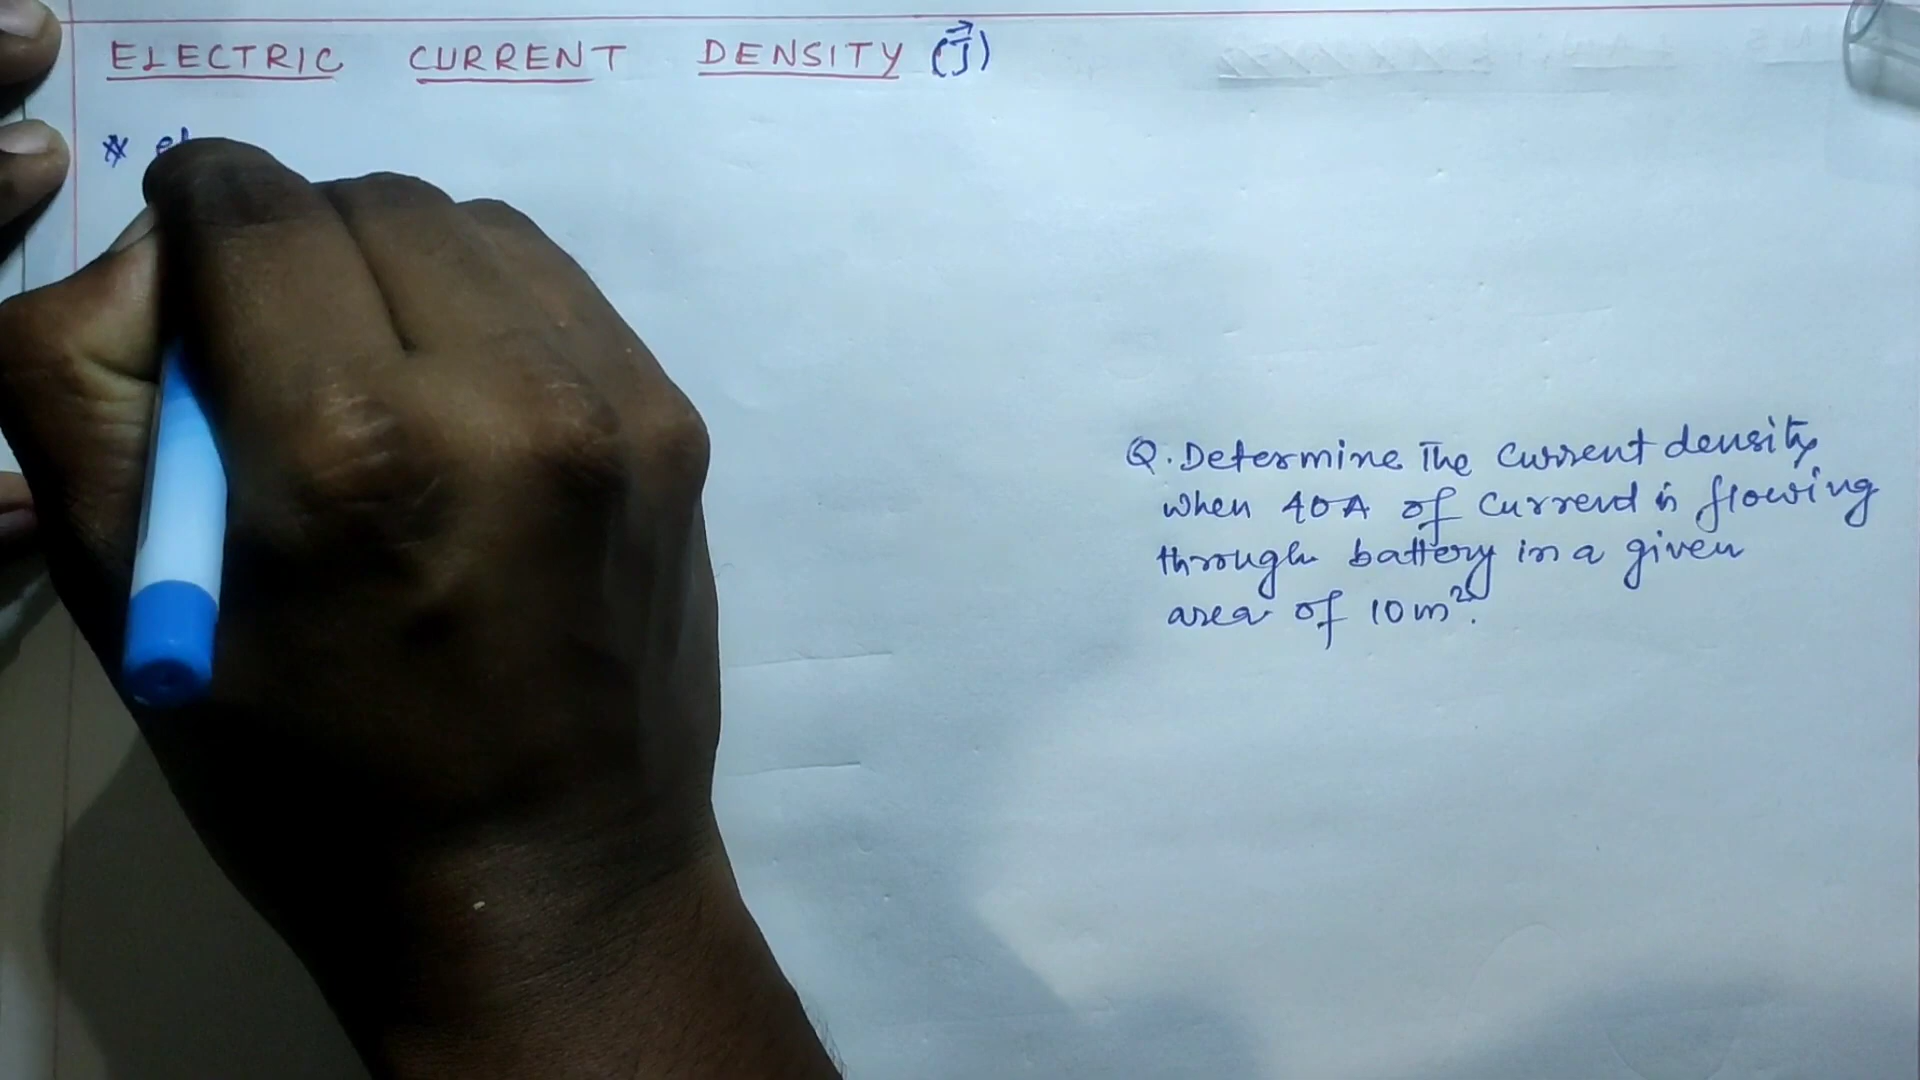 ELECTRIC CURRENT DENSITY (J⃗)
* el
Q. Determine The Current density
when 40A of Current is flowing
through battery in a given
area of 10m².